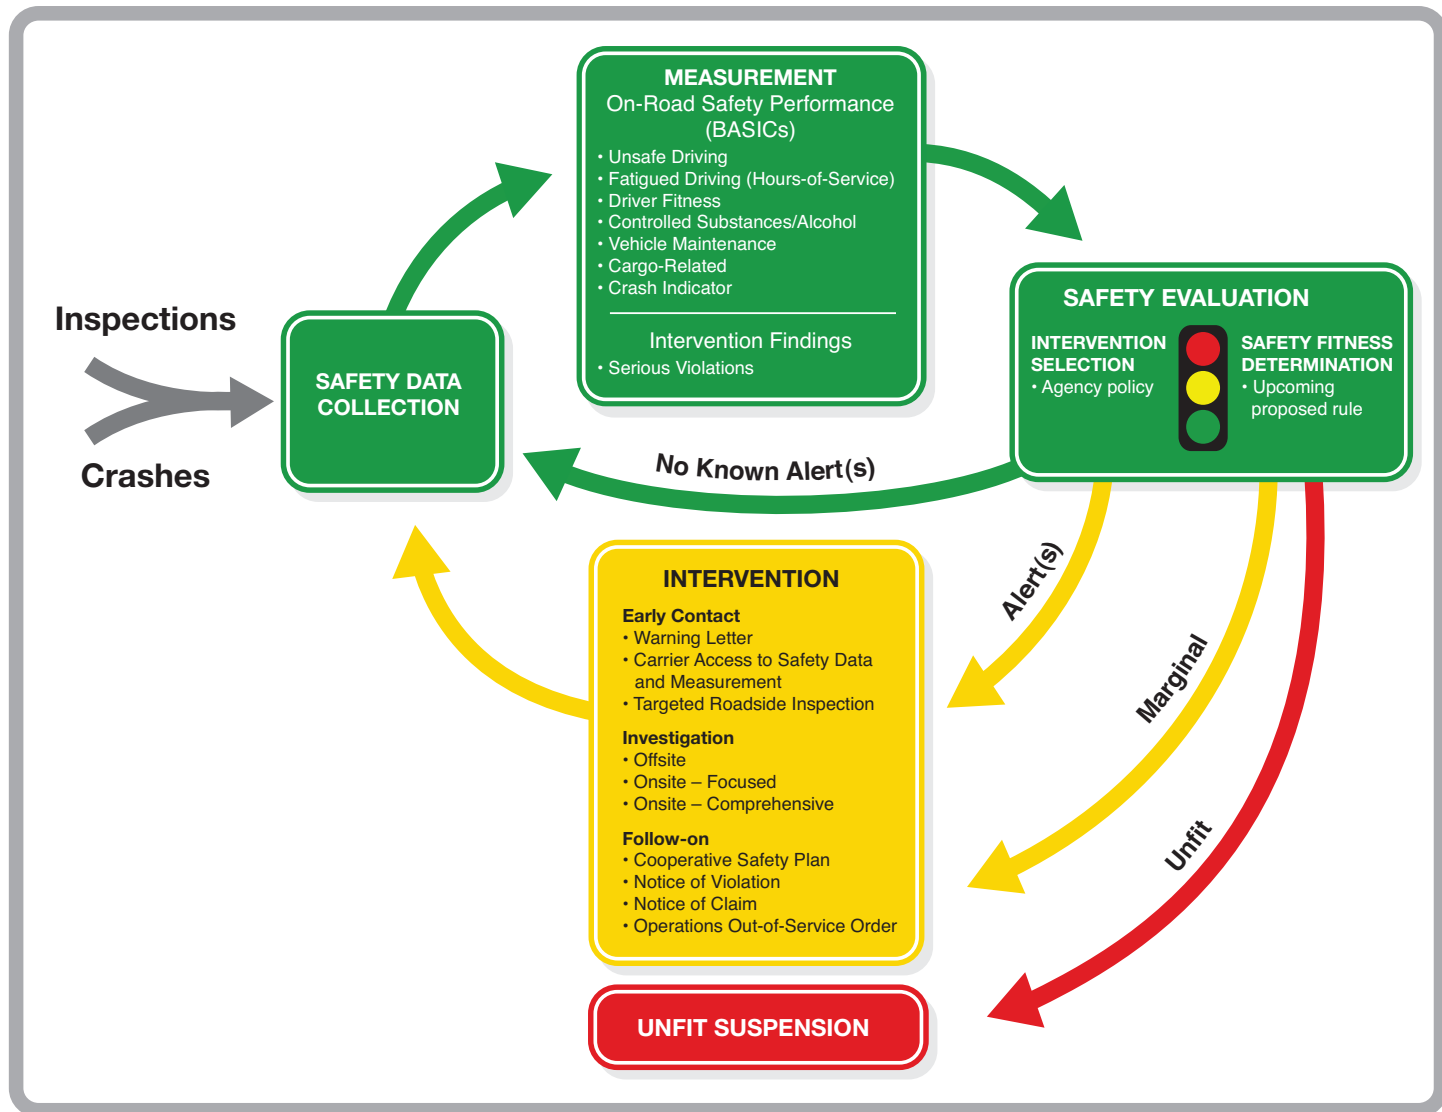 MEASUREMENT
On-Road Safety Performance
(BASICs)
• Unsafe Driving
• Fatigued Driving (Hours-of-Service)
• Driver Fitness
• Controlled Substances/Alcohol
• Vehicle Maintenance
• Cargo-Related
• Crash Indicator
Intervention Findings
• Serious Violations
Inspections
Crashes
SAFETY DATA
COLLECTION
SAFETY EVALUATION
INTERVENTION
SELECTION
• Agency policy
SAFETY FITNESS
DETERMINATION
• Upcoming
proposed rule
No Known Alert(s)
Alert(s)
Marginal
Unfit
INTERVENTION
Early Contact
• Warning Letter
• Carrier Access to Safety Data
and Measurement
• Targeted Roadside Inspection
Investigation
• Offsite
• Onsite – Focused
• Onsite – Comprehensive
Follow-on
• Cooperative Safety Plan
• Notice of Violation
• Notice of Claim
• Operations Out-of-Service Order
UNFIT SUSPENSION